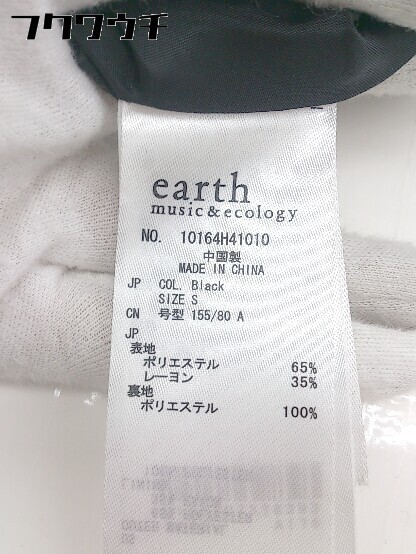 フクワウチ
earth
music&ecology
NO. 10164H41010
中国製
MADE IN CHINA
JP COL. Black
SIZE S
CN 号型 155/80 A
JP
表地
ポリエステル 65%
レーヨン 35%
裏地
ポリエステル 100%